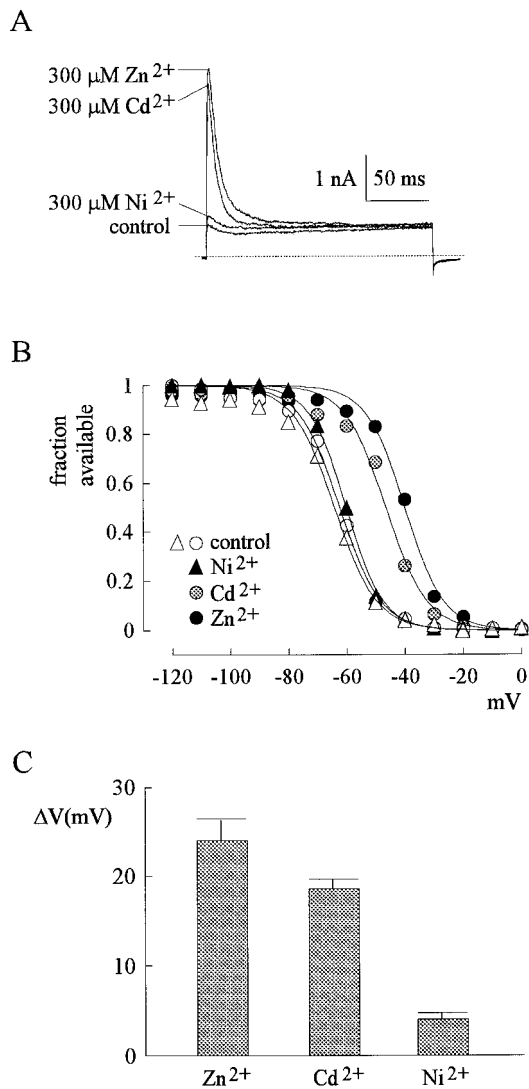 A
300 μM Zn2+
300 μM Cd2+
1 nA
50 ms
300 μM Ni2+
control
B
fraction
available
1
0.8
0.6
0.4
0.2
0
control
Ni2+
Cd2+
Zn2+
-120 -100 -80 -60 -40 -20 0
mV
C
ΔV(mV)
30
20
10
0
Zn2+ Cd2+ Ni2+